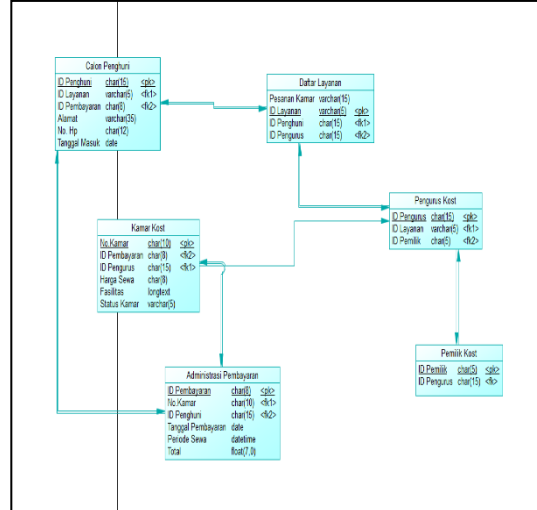 Calon Penghuni
ID Penghuni char(15) <pk>
ID Layanan varchar(5) <fk1>
ID Pembayaran char(8) <fk2>
Alamat varchar(35)
No. Hp char(12)
Tanggal Masuk date
Daftar Layanan
Pesanan Kamar varchar(15)
ID Layanan varchar(5) <pk>
ID Penghuni char(15) <fk1>
ID Pengurus char(15) <fk2>
Pengurus Kost
ID Pengurus char(15) <pk>
ID Layanan varchar(5) <fk1>
ID Pemilik char(5) <fk2>
Kamar Kost
No.Kamar char(10) <pk>
ID Pembayaran char(8) <fk2>
ID Pengurus char(15) <fk1>
Harga Sewa char(8)
Fasilitas longtext
Status Kamar varchar(5)
Pemilik Kost
ID Pemilik char(5) <pk>
ID Pengurus char(15) <fk>
Administrasi Pembayaran
ID Pembayaran char(8) <pk>
No.Kamar char(10) <fk1>
ID Penghuni char(15) <fk2>
Tanggal Pembayaran date
Periode Sewa datetime
Total float(7,0)